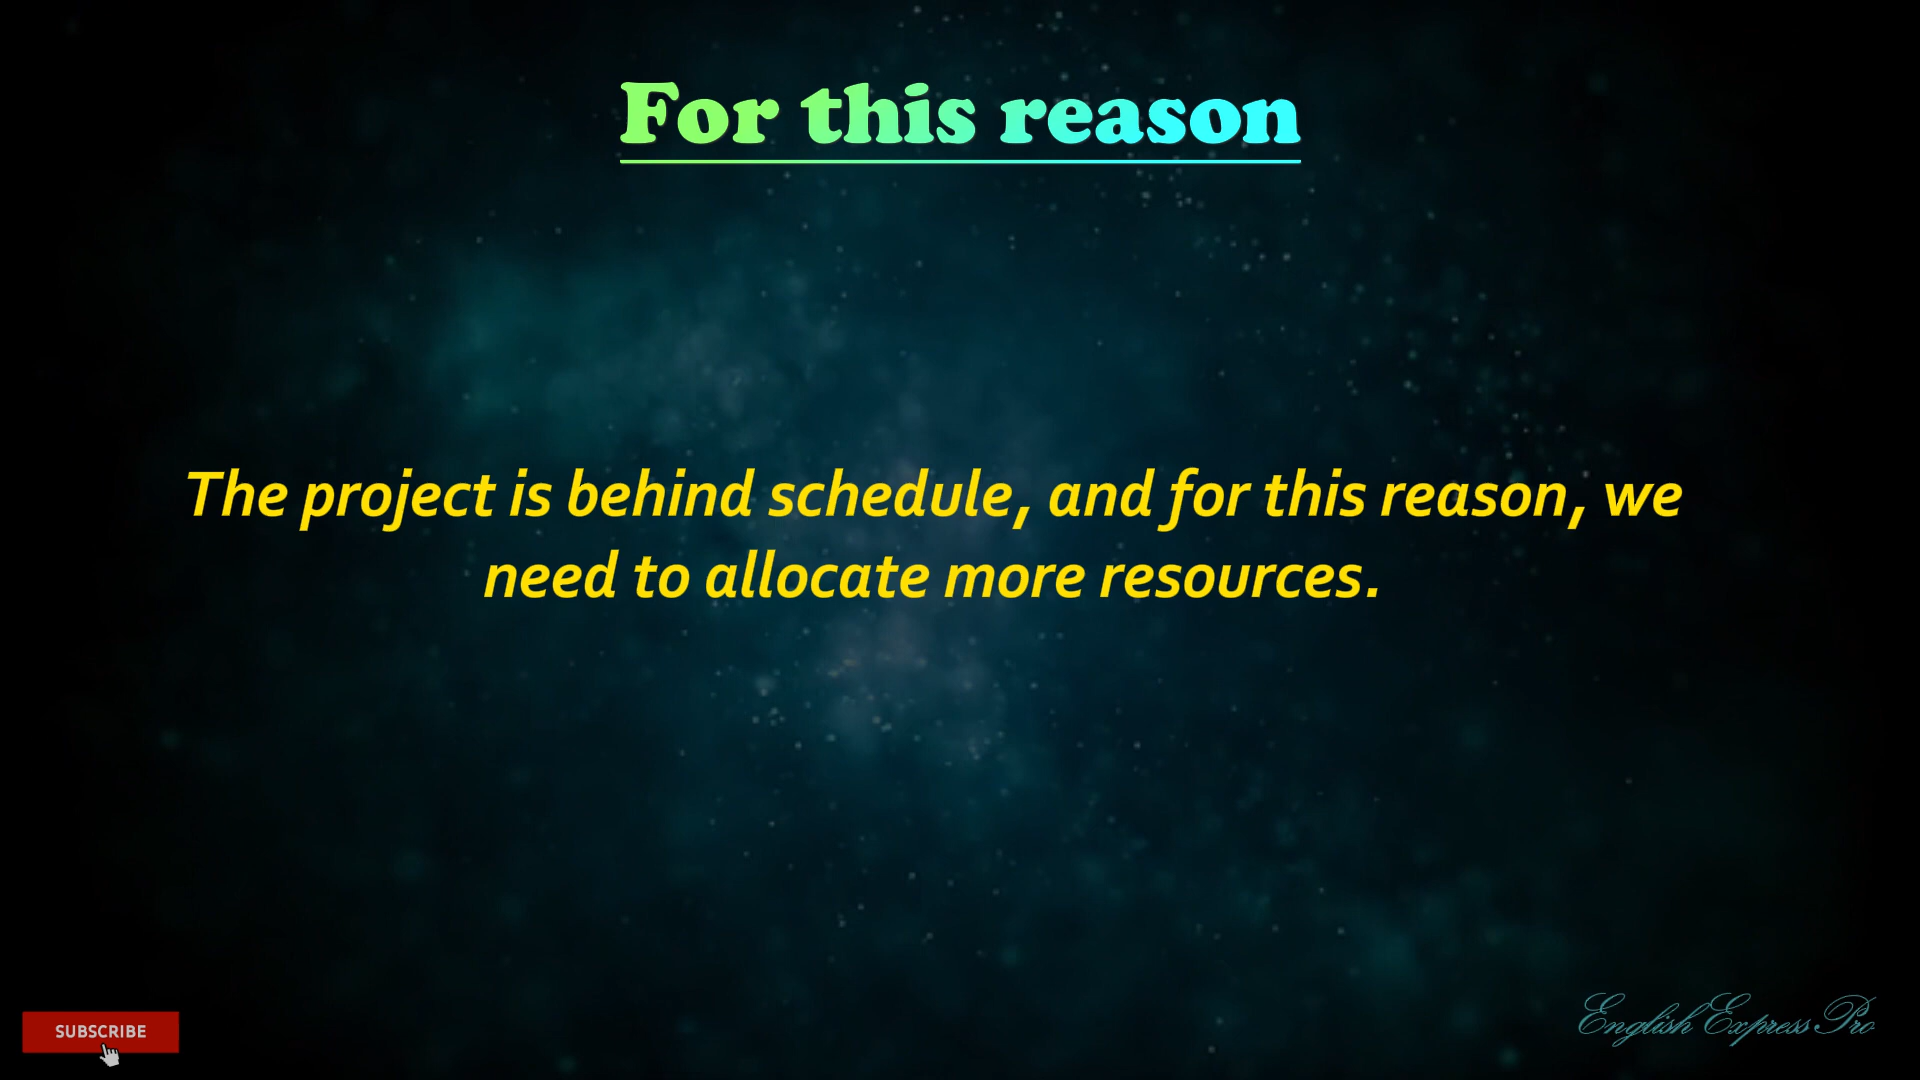 For this reason
The project is behind schedule, and for this reason, we
need to allocate more resources.
SUBSCRIBE
English Express Pro